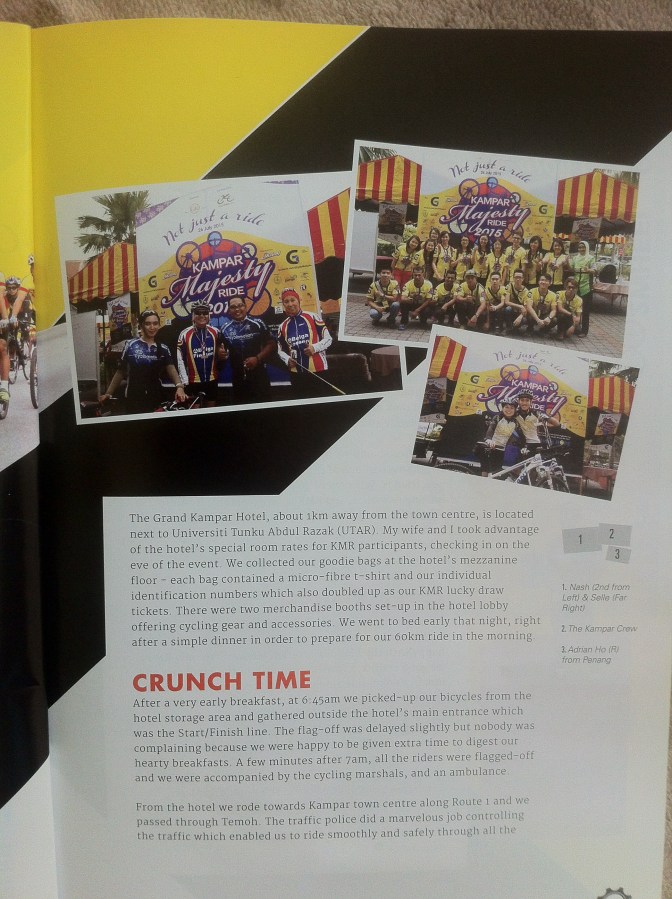 Not just a ride
26 July 2015
KAMPAR
Majesty
RIDE
2015
Not just a ride
26 July 2015
KAMPAR
Majesty
RIDE
2015
Not just a ride
KAMPAR
Majesty
RIDE
The Grand Kampar Hotel, about 1km away from the town centre, is located
next to Universiti Tunku Abdul Razak (UTAR). My wife and I took advantage
of the hotel's special room rates for KMR participants, checking in on the
eve of the event. We collected our goodie bags at the hotel's mezzanine
floor - each bag contained a micro-fibre t-shirt and our individual
identification numbers which also doubled up as our KMR lucky draw
tickets. There were two merchandise booths set-up in the hotel lobby
offering cycling gear and accessories. We went to bed early that night, right
after a simple dinner in order to prepare for our 60km ride in the morning.
1
2
3
1. Nash (2nd from
Left) & Selle (Far
Right)
2. The Kampar Crew
3. Adrian Ho (R)
from Penang
CRUNCH TIME
After a very early breakfast, at 6:45am we picked-up our bicycles from the
hotel storage area and gathered outside the hotel's main entrance which
was the Start/Finish line. The flag-off was delayed slightly but nobody was
complaining because we were happy to be given extra time to digest our
hearty breakfasts. A few minutes after 7am, all the riders were flagged-off
and we were accompanied by the cycling marshals, and an ambulance.
From the hotel we rode towards Kampar town centre along Route 1 and we
passed through Temoh. The traffic police did a marvelous job controlling
the traffic which enabled us to ride smoothly and safely through all the